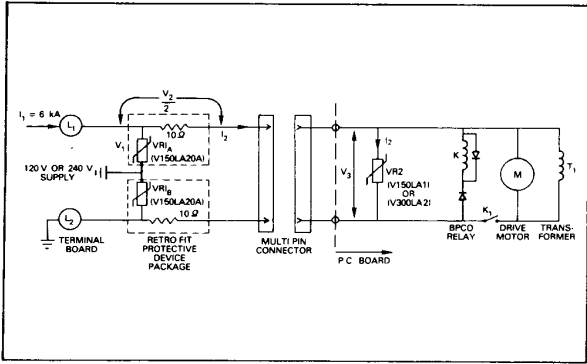 I₁ = 6 kA
L₁
V₂
2
10 Ω
I₂
V₁
VR1A
(V150LA20A)
120 V OR 240 V
SUPPLY
VR1B
(V150LA20A)
10 Ω
L₂
TERMINAL
BOARD
RETRO FIT
PROTECTIVE
DEVICE
PACKAGE
MULTI PIN
CONNECTOR
V₃
I₂
VR2
(V150LA1)
OR
(V300LA2)
P C BOARD
K
K₁
BPCO
RELAY
M
DRIVE
MOTOR
T₁
TRANS-
FORMER